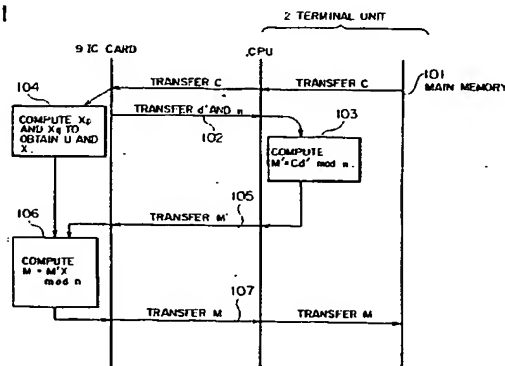 1
2 TERMINAL UNIT
9 IC CARD
CPU
101
MAIN MEMORY
TRANSFER C
TRANSFER C
104
COMPUTE Xp
AND Xq TO
OBTAIN U AND
X.
TRANSFER d' AND n
102
103
COMPUTE
M'=Cd' mod n.
105
TRANSFER M'
106
COMPUTE
M = M'X
mod n
107
TRANSFER M
TRANSFER M